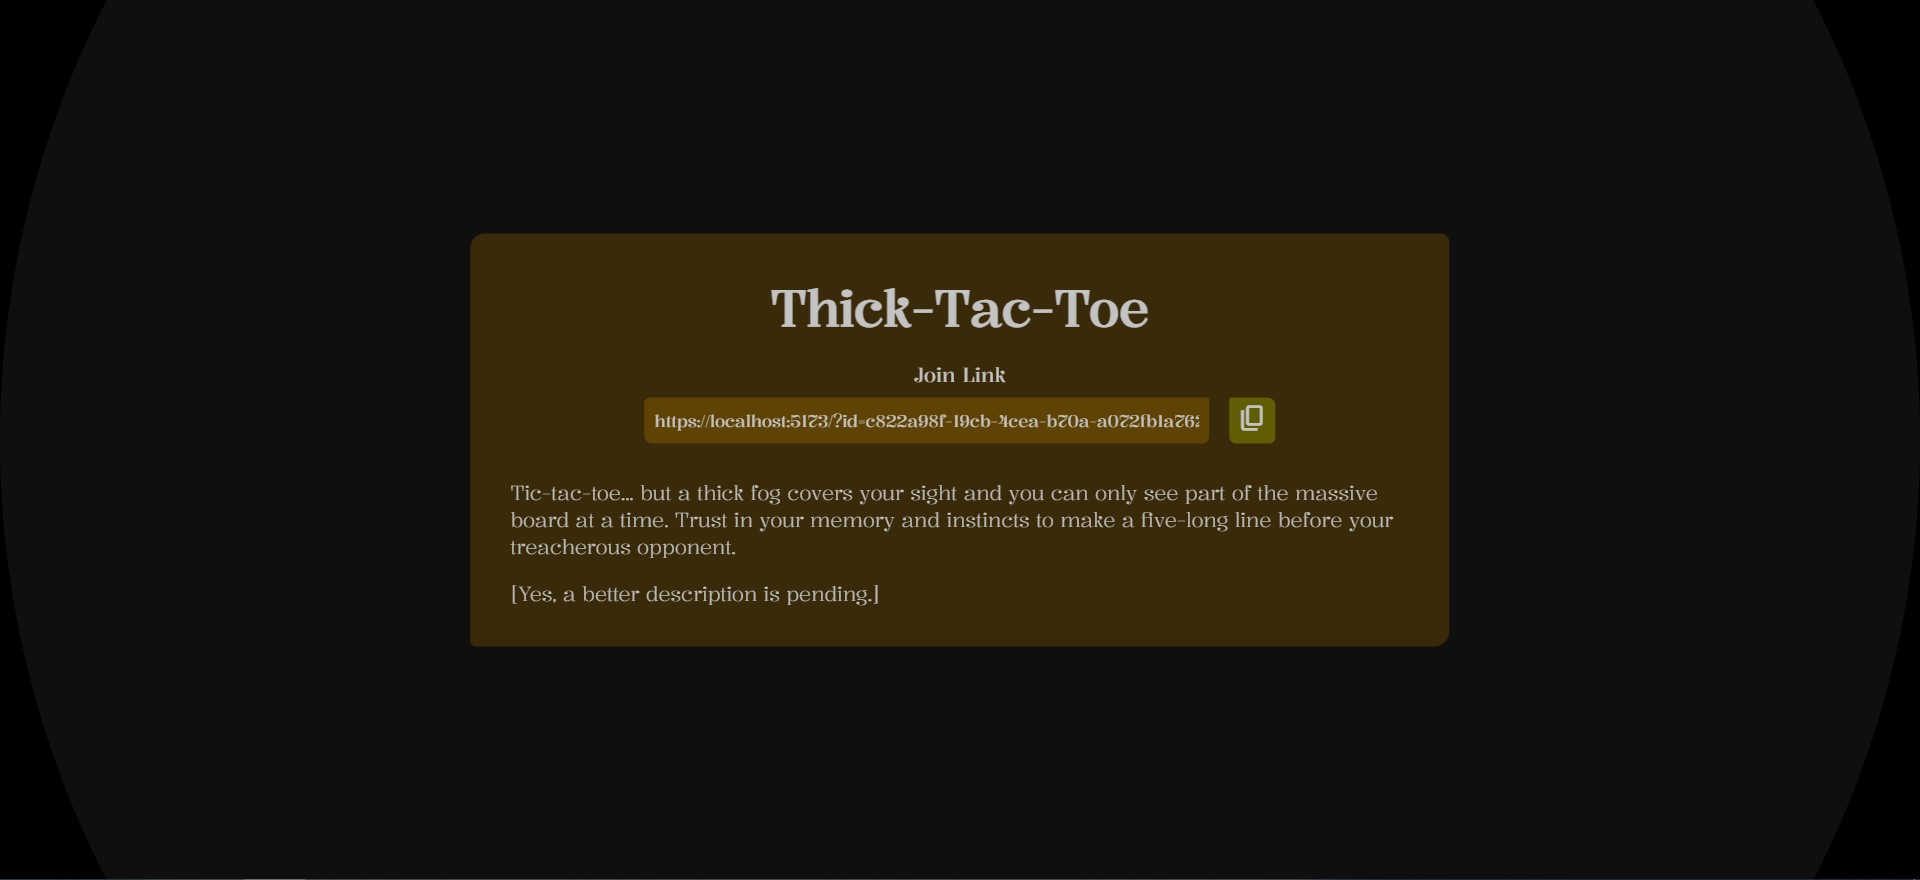 Thick-Tac-Toe
Join Link
https://localhost:5173/?id=c822a98f-19cb-4cea-b70a-a072fb1a76
Tic-tac-toe... but a thick fog covers your sight and you can only see part of the massive
board at a time. Trust in your memory and instincts to make a five-long line before your
treacherous opponent.
[Yes, a better description is pending.]